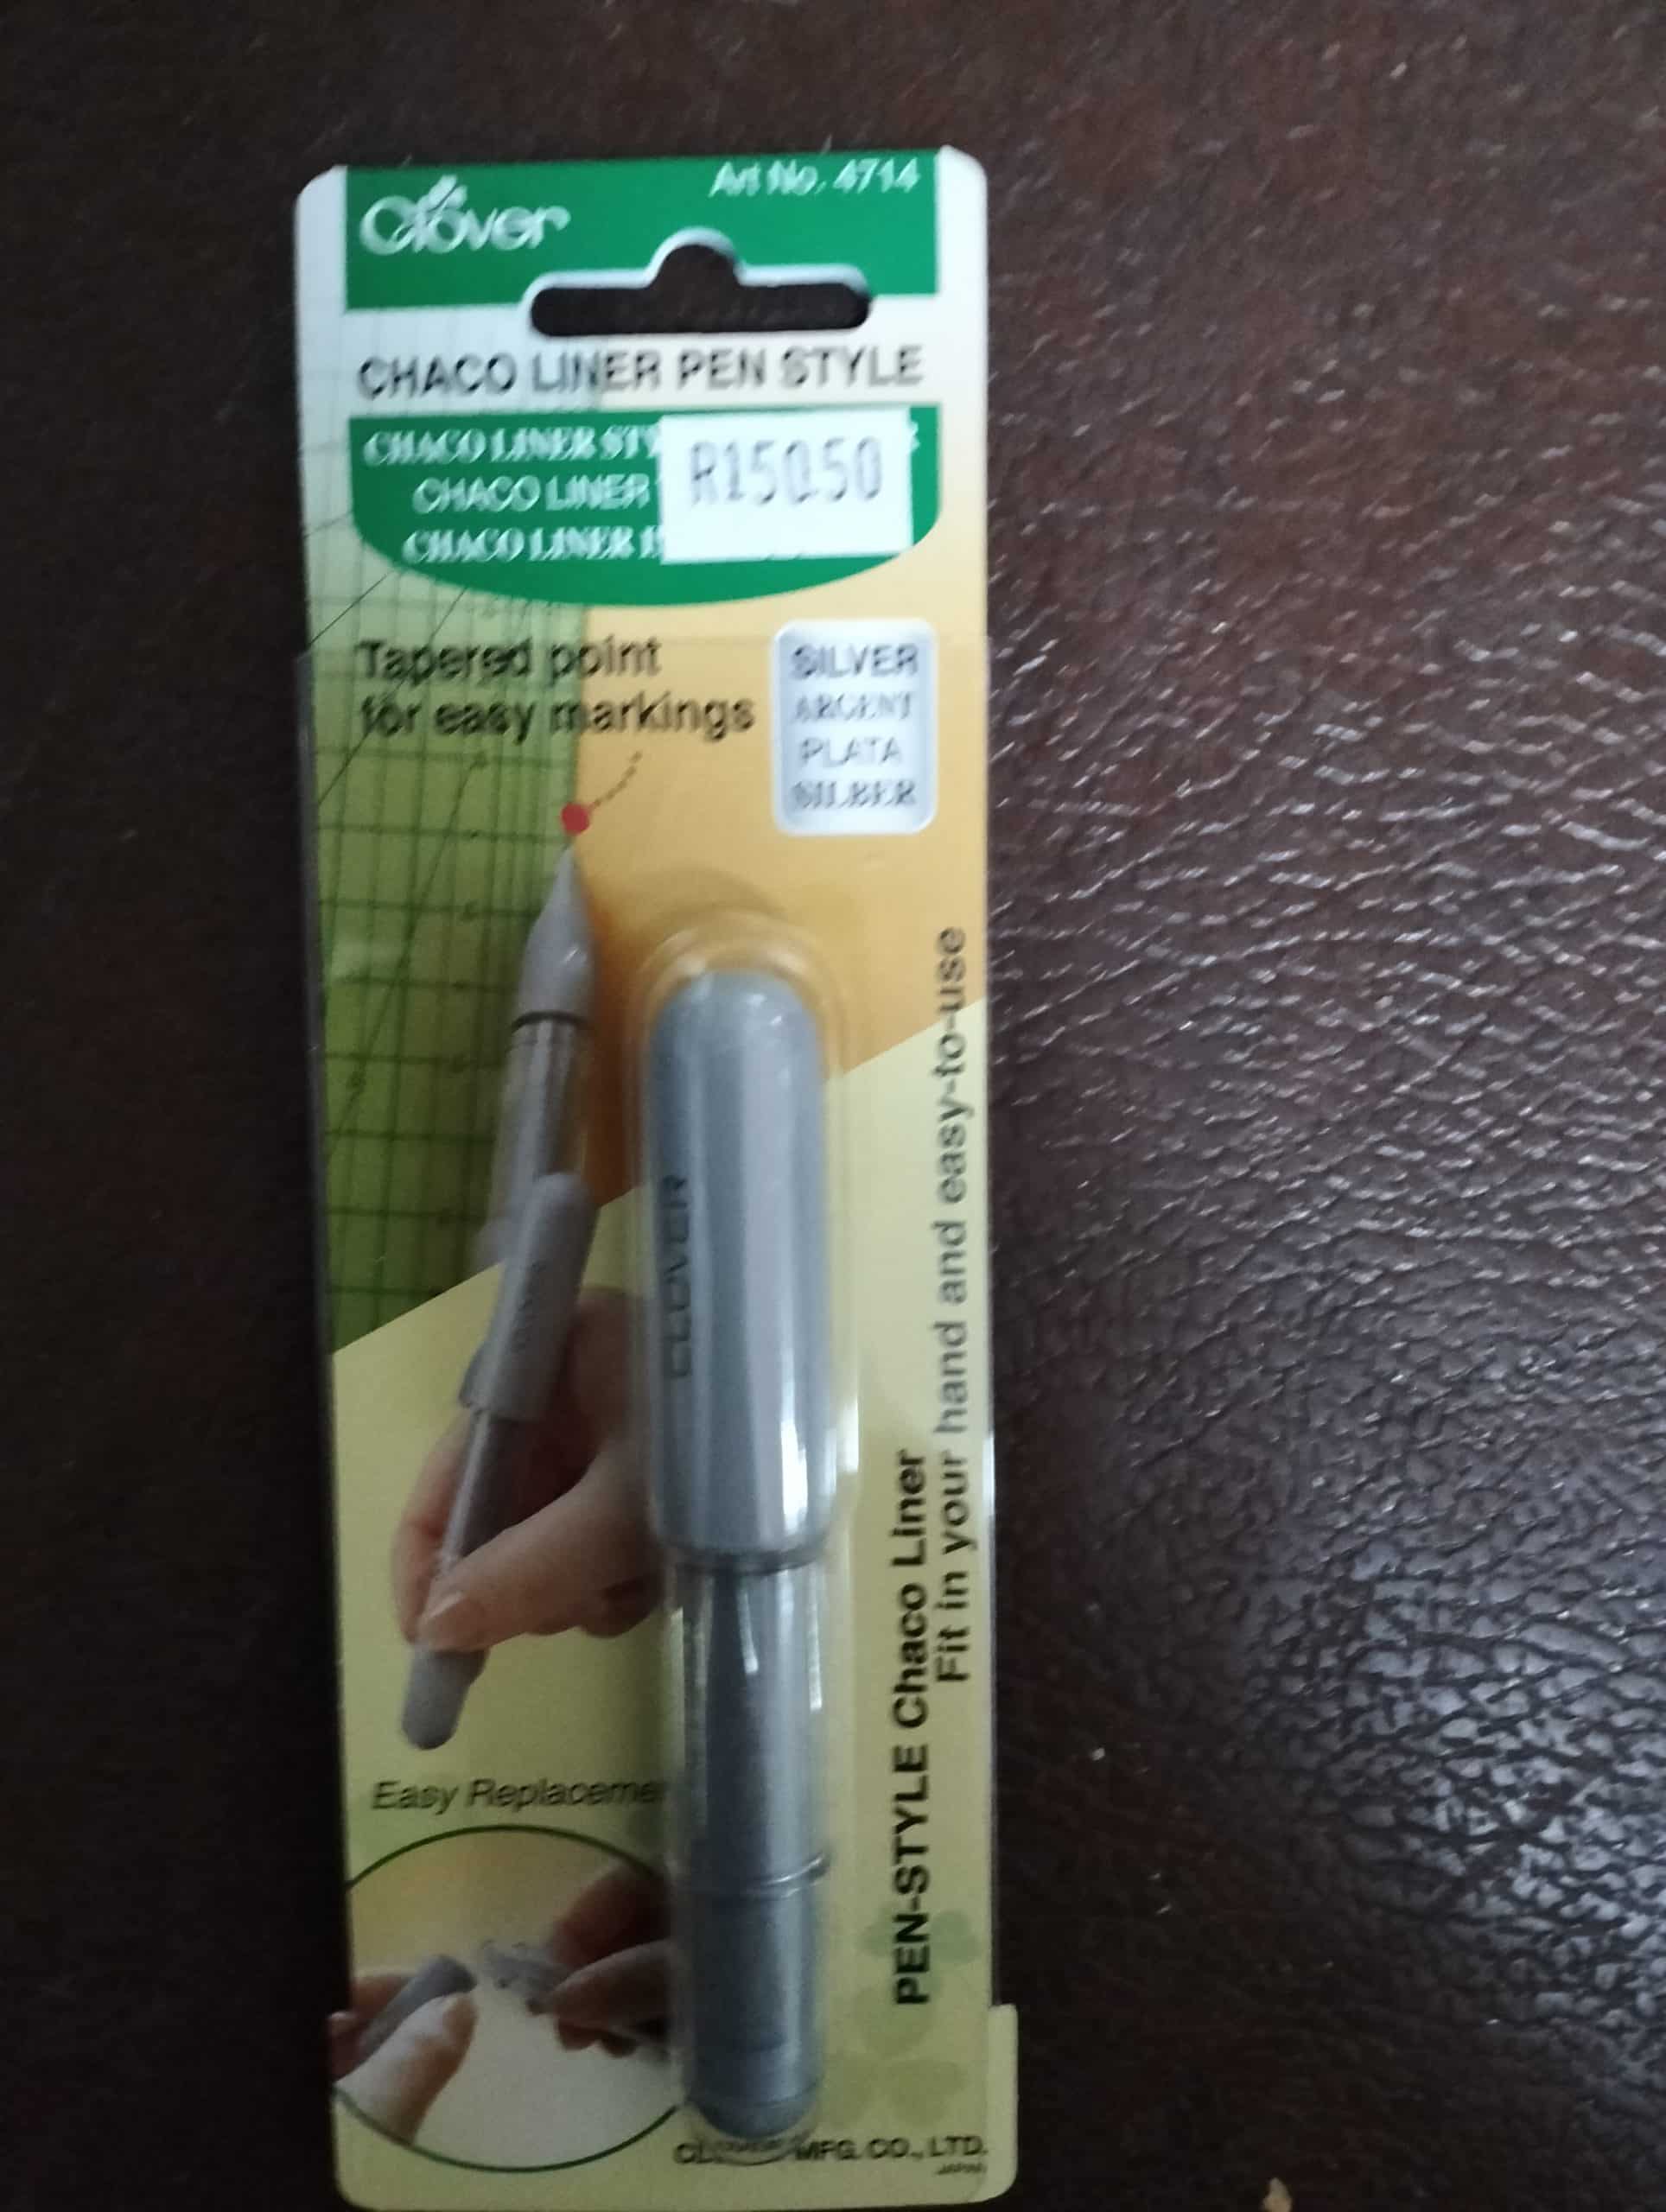 Clover
Art No. 4714
CHACO LINER PEN STYLE
CHACO LINER
CHACO LINER
CHACO LINER
R150.50
Tapered point
for easy markings
SILVER
ARGENT
PLATA
SILBER
CLOVER
PEN-STYLE Chaco Liner
Fit in your hand and easy-to-use
Easy
MFG. CO., LTD.
JAPAN